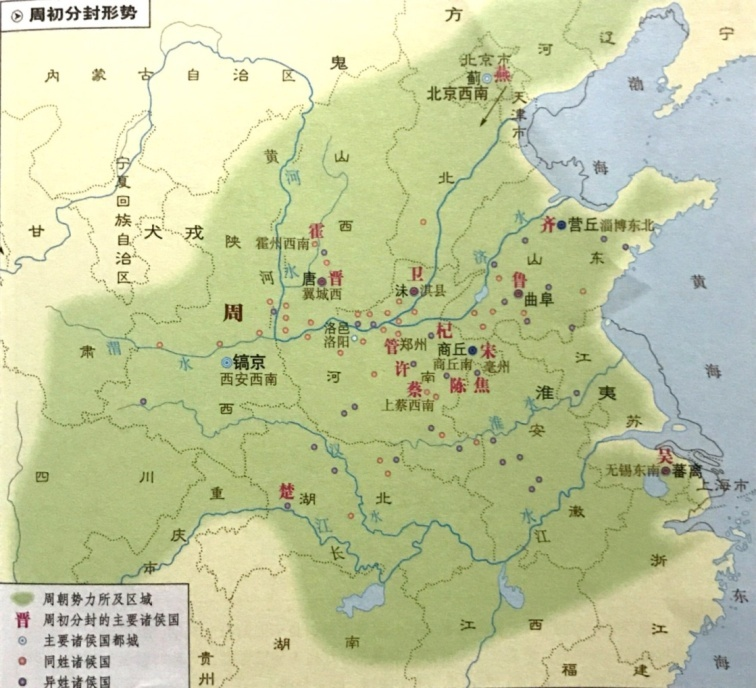 周初分封形势
方
鬼
辽
宁
河
北京市
蓟 燕
北京西南
天津市
渤
海
内蒙古自治区
宁夏回族自治区
甘
肃
犬戎
陕
西
黄
河
山
西
北
霍
霍州西南
河水
唐 晋
翼城西
卫
沬 淇县
齐 营丘 淄博东北
水
济
山东
鲁
曲阜
黄
海
周
渭
水
镐京
西安西南
洛邑
洛阳
管 郑州
杞
商丘 宋
商丘南 亳州
许
河
南
蔡
上蔡西南
陈 焦
淮夷
江
苏
淮
水
安
徽
吴
无锡东南 蕃离
上海市
四川
重
庆
市
汉
水
楚
湖
北
江
长
水
江
浙
江
东
海
湖南
江西
福建
贵州
周朝势力所及区域
晋 周初分封的主要诸侯国
主要诸侯国都城
同姓诸侯国
异姓诸侯国